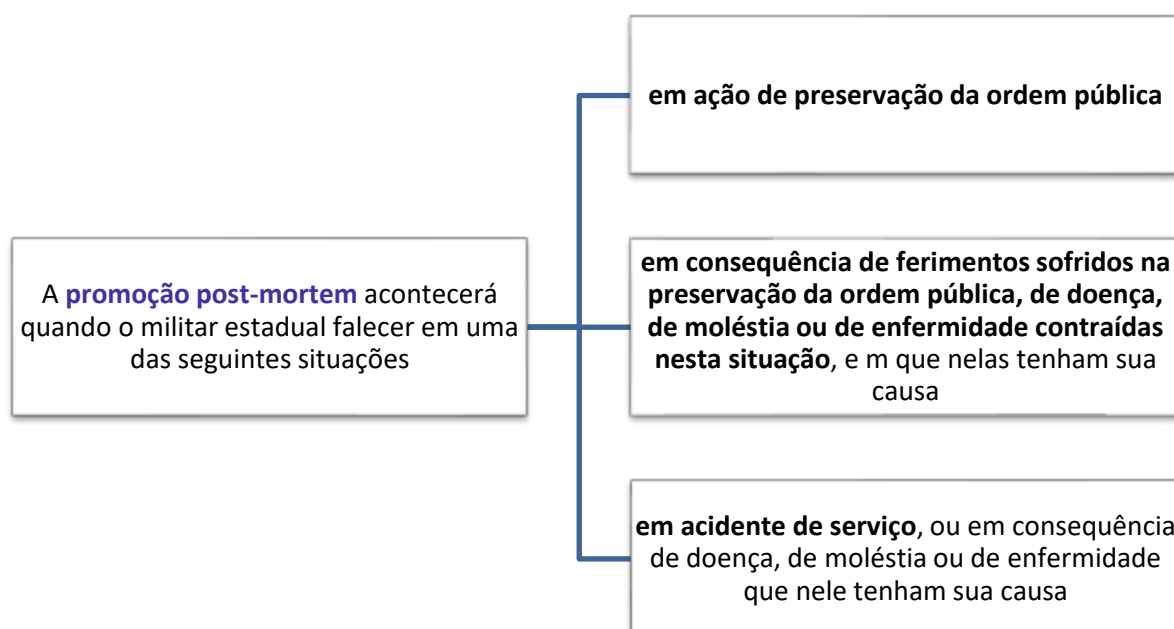 em ação de preservação da ordem pública
A promoção post-mortem acontecerá
quando o militar estadual falecer em uma
das seguintes situações
em consequência de ferimentos sofridos na
preservação da ordem pública, de doença,
de moléstia ou de enfermidade contraídas
nesta situação, e m que nelas tenham sua
causa
em acidente de serviço, ou em consequência
de doença, de moléstia ou de enfermidade
que nele tenham sua causa